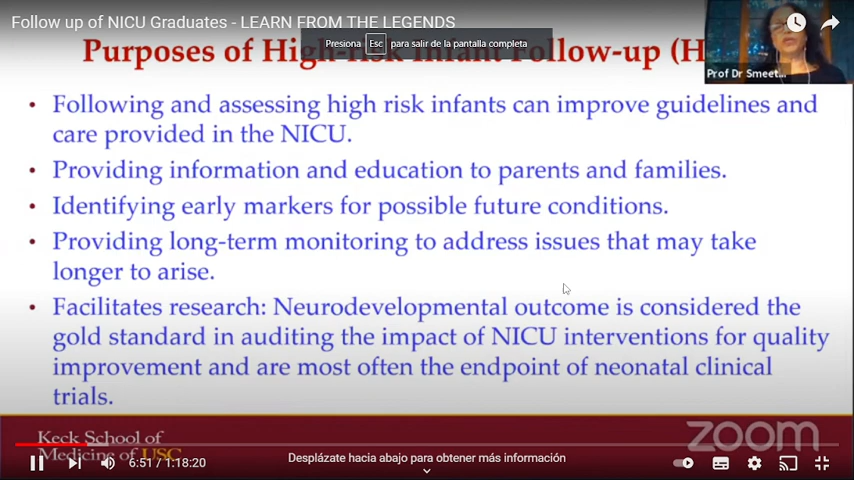 Follow up of NICU Graduates - LEARN FROM THE LEGENDS
Presiona Esc para salir de la pantalla completa
Purposes of High-risk Infant Follow-up (H
Prof Dr Smeet...
• Following and assessing high risk infants can improve guidelines and
care provided in the NICU.
• Providing information and education to parents and families.
• Identifying early markers for possible future conditions.
• Providing long-term monitoring to address issues that may take
longer to arise.
• Facilitates research: Neurodevelopmental outcome is considered the
gold standard in auditing the impact of NICU interventions for quality
improvement and are most often the endpoint of neonatal clinical
trials.
Keck School of
Medicine of USC
zoom
6:51 / 1:18:20
Desplázate hacia abajo para obtener más información